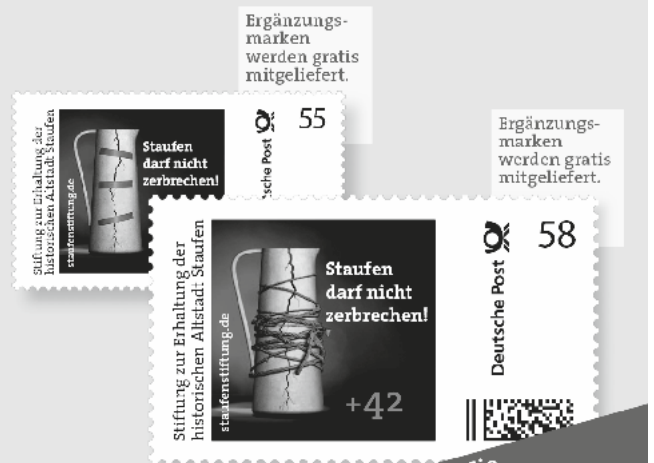 Ergänzungs-
marken
werden gratis
mitgeliefert.
Stiftung zur Erhaltung der
historischen Altstadt Staufen
staufenstiftung.de
Staufen
darf nicht
zerbrechen!
sche Post
55
Ergänzungs-
marken
werden gratis
mitgeliefert.
Stiftung zur Erhaltung der
historischen Altstadt Staufen
staufenstiftung.de
Staufen
darf nicht
zerbrechen!
+42
Deutsche Post
58